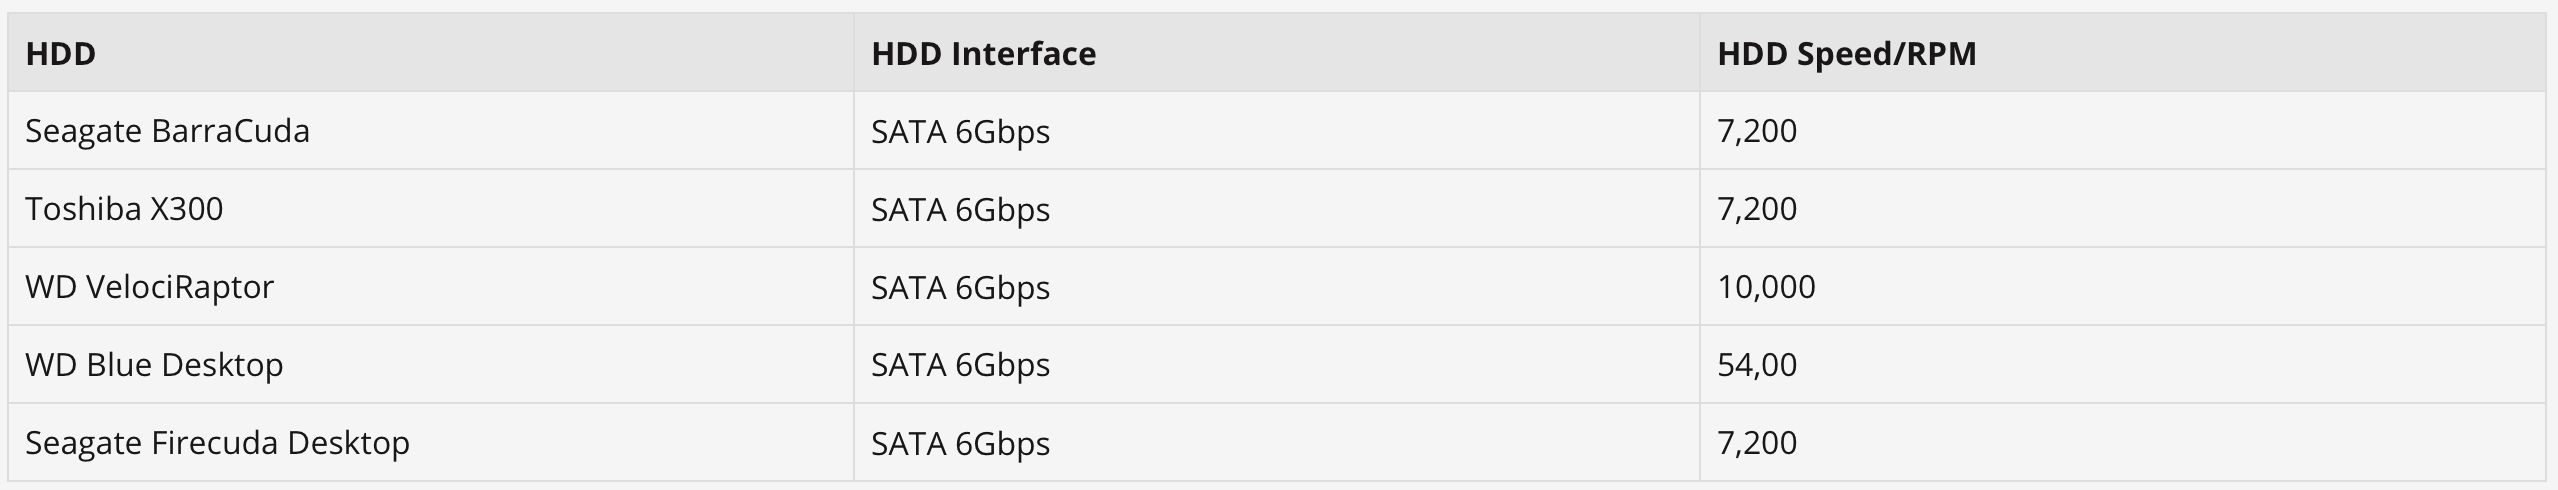 HDD HDD Interface HDD Speed/RPM
Seagate BarraCuda SATA 6Gbps 7,200
Toshiba X300 SATA 6Gbps 7,200
WD VelociRaptor SATA 6Gbps 10,000
WD Blue Desktop SATA 6Gbps 54,00
Seagate Firecuda Desktop SATA 6Gbps 7,200